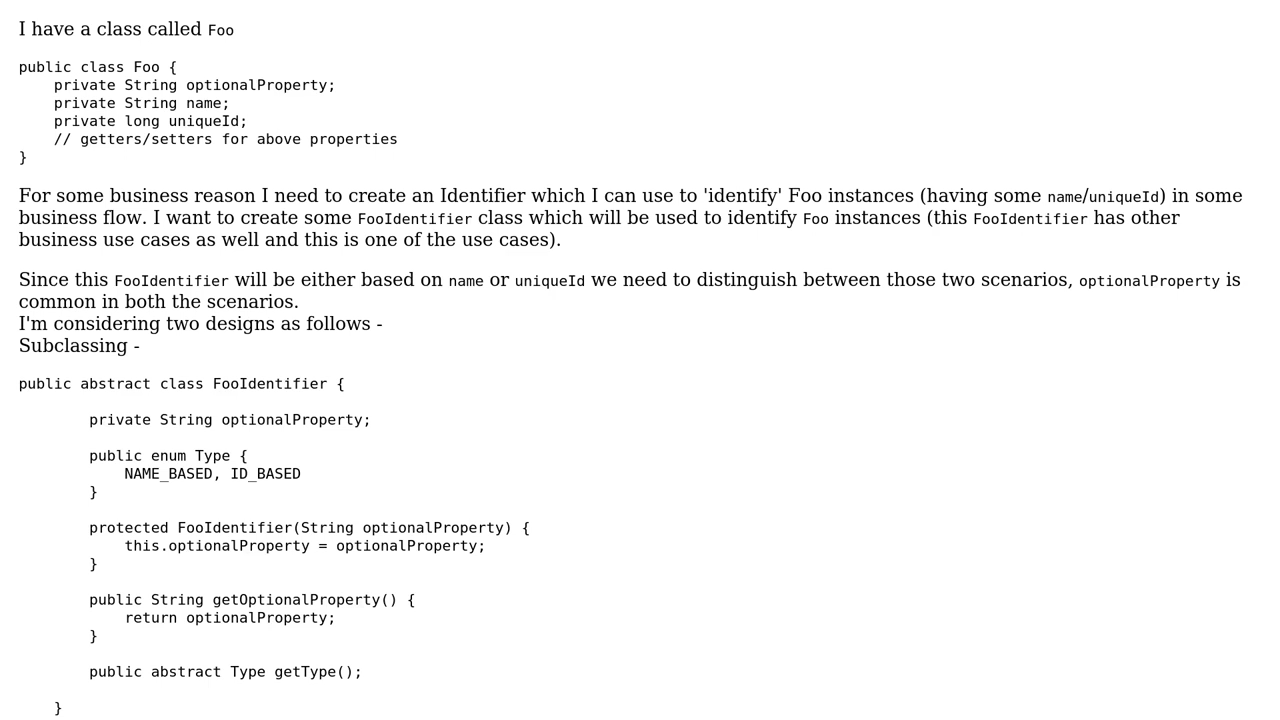 I have a class called Foo
public class Foo {
    private String optionalProperty;
    private String name;
    private long uniqueId;
    // getters/setters for above properties
}
For some business reason I need to create an Identifier which I can use to 'identify' Foo instances (having some name/uniqueId) in some
business flow. I want to create some FooIdentifier class which will be used to identify Foo instances (this FooIdentifier has other
business use cases as well and this is one of the use cases).
Since this FooIdentifier will be either based on name or uniqueId we need to distinguish between those two scenarios, optionalProperty is
common in both the scenarios.
I'm considering two designs as follows -
Subclassing -
public abstract class FooIdentifier {
        private String optionalProperty;
        public enum Type {
            NAME_BASED, ID_BASED
        }
        protected FooIdentifier(String optionalProperty) {
            this.optionalProperty = optionalProperty;
        }
        public String getOptionalProperty() {
            return optionalProperty;
        }
        public abstract Type getType();
    }